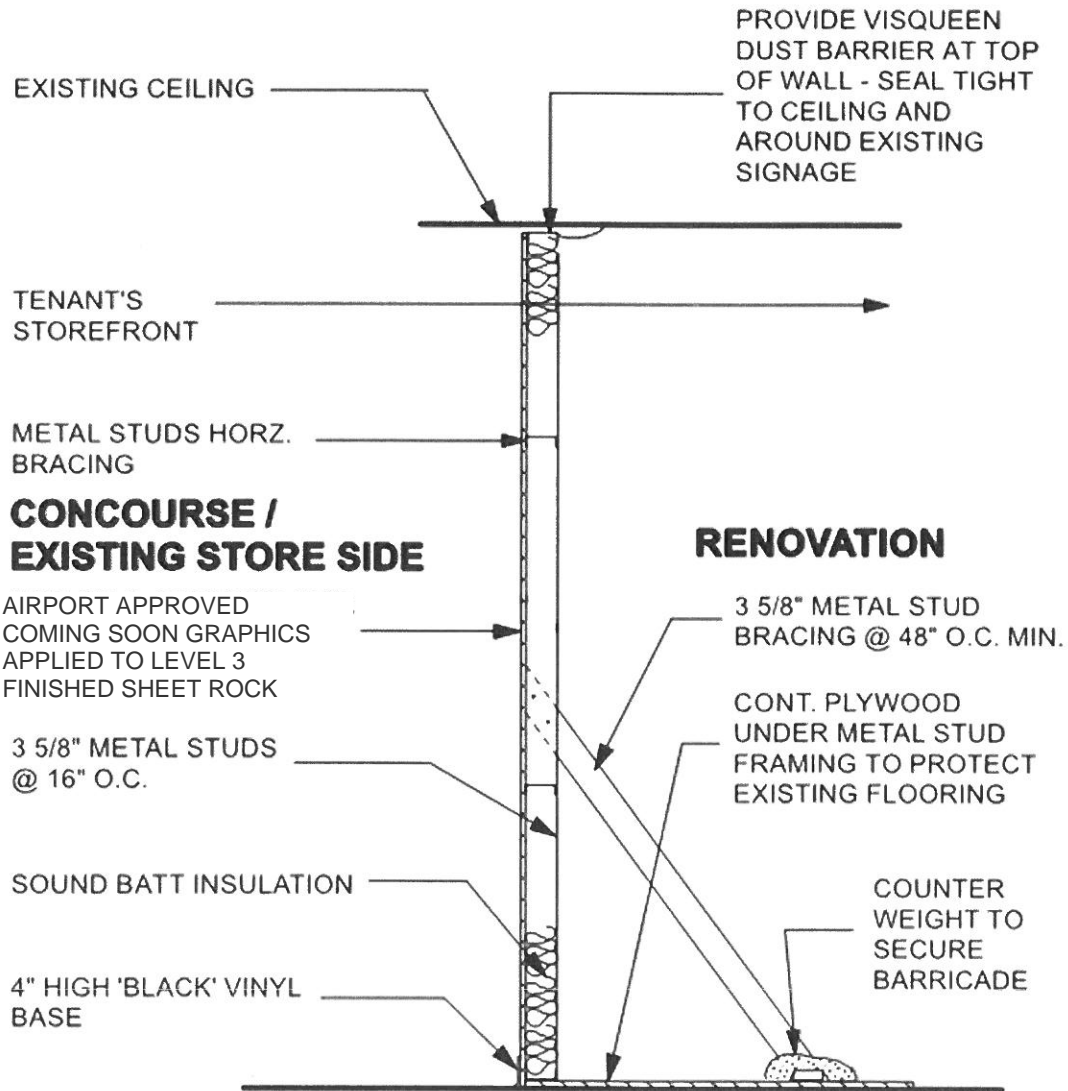 PROVIDE VISQUEEN
DUST BARRIER AT TOP
OF WALL - SEAL TIGHT
TO CEILING AND
AROUND EXISTING
SIGNAGE
EXISTING CEILING
TENANT'S
STOREFRONT
METAL STUDS HORZ.
BRACING
CONCOURSE /
EXISTING STORE SIDE
RENOVATION
AIRPORT APPROVED
COMING SOON GRAPHICS
APPLIED TO LEVEL 3
FINISHED SHEET ROCK
3 5/8" METAL STUD
BRACING @ 48" O.C. MIN.
CONT. PLYWOOD
UNDER METAL STUD
FRAMING TO PROTECT
EXISTING FLOORING
3 5/8" METAL STUDS
@ 16" O.C.
SOUND BATT INSULATION
COUNTER
WEIGHT TO
SECURE
BARRICADE
4" HIGH 'BLACK' VINYL
BASE